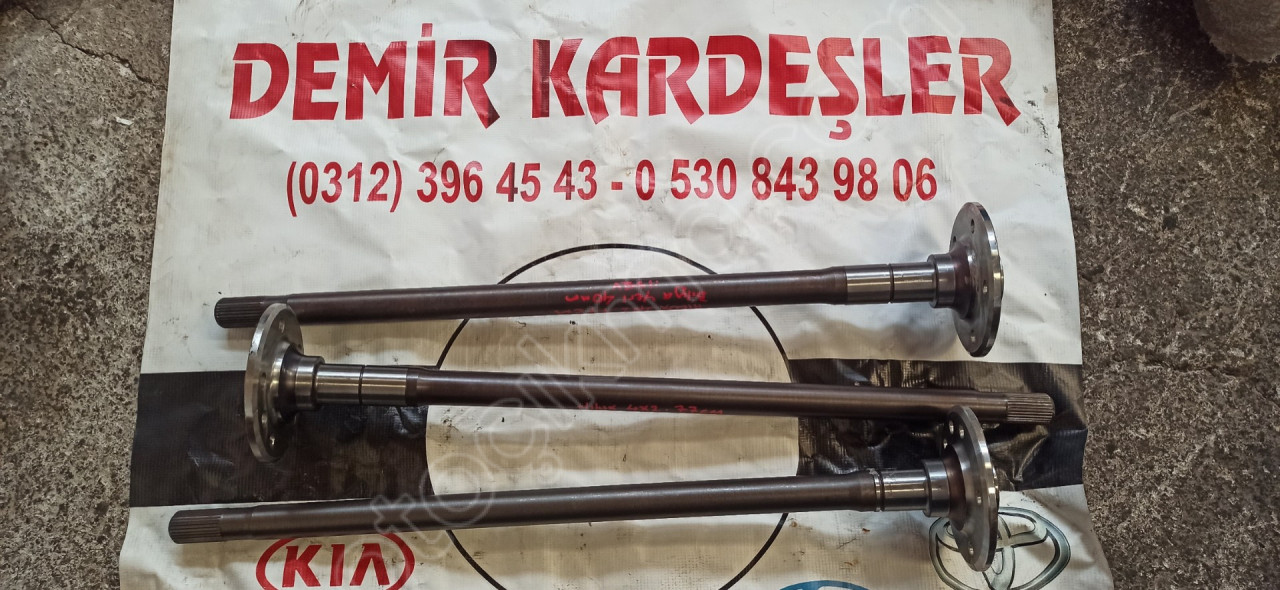 DEMİR KARDEŞLER
(0312) 396 45 43 - 0 530 843 98 06
KIA